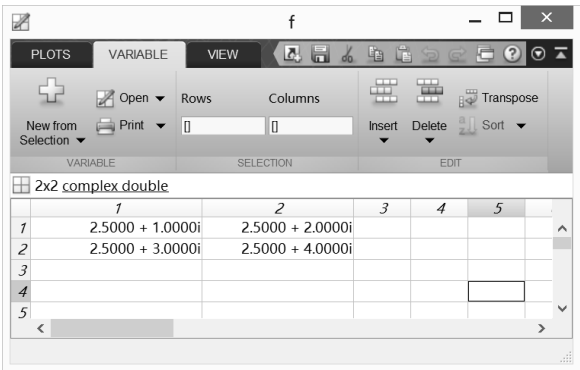 f
PLOTS VARIABLE VIEW
New from Selection
Open
Print
VARIABLE
Rows Columns
[] []
SELECTION
Insert
Delete
Transpose
Sort
EDIT
2x2 complex double
1 2 3 4 5
1 2.5000 + 1.0000i 2.5000 + 2.0000i
2 2.5000 + 3.0000i 2.5000 + 4.0000i
3
4
5